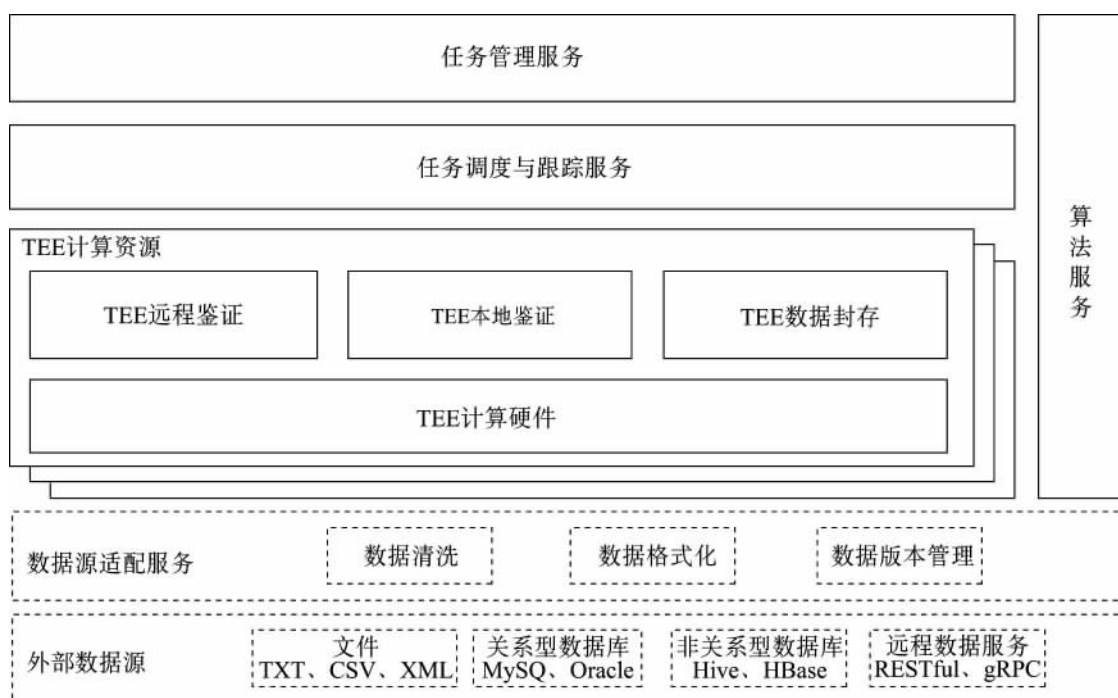 任务管理服务
任务调度与跟踪服务
算法服务
TEE计算资源
TEE远程鉴证
TEE本地鉴证
TEE数据封存
TEE计算硬件
数据源适配服务
数据清洗
数据格式化
数据版本管理
外部数据源
文件
TXT、CSV、XML
关系型数据库
MySQ、Oracle
非关系型数据库
Hive、HBase
远程数据服务
RESTful、gRPC